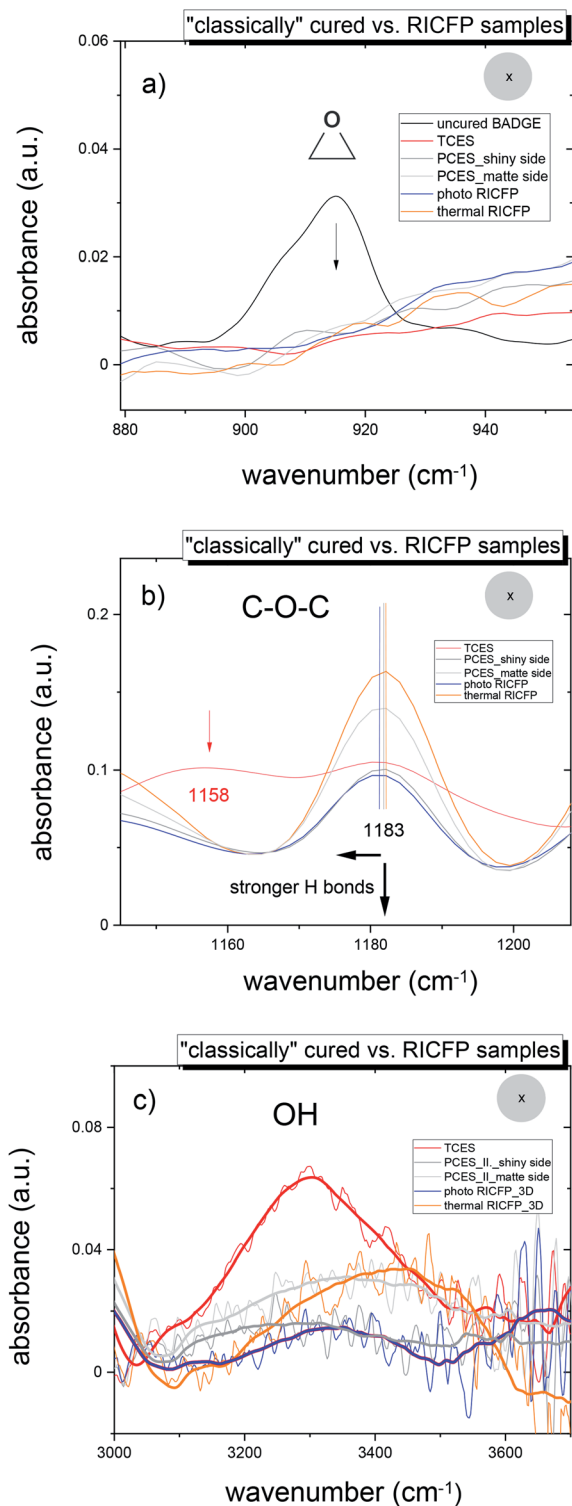 "classically" cured vs. RICFP samples
a)
x
O
uncured BADGE
TCES
PCES_shiny side
PCES_matte side
photo RICFP
thermal RICFP
0.06
0.04
0.02
0
absorbance (a.u.)
880
900
920
940
wavenumber (cm-1)
"classically" cured vs. RICFP samples
b)
C-O-C
x
TCES
PCES_shiny side
PCES_matte side
photo RICFP
thermal RICFP
0.2
0.1
0
absorbance (a.u.)
1158
1183
stronger H bonds
1160
1180
1200
wavenumber (cm-1)
"classically" cured vs. RICFP samples
c)
OH
x
TCES
PCES_II._shiny side
PCES_II_matte side
photo RICFP_3D
thermal RICFP_3D
0.08
0.04
0
absorbance (a.u.)
3000
3200
3400
3600
wavenumber (cm-1)